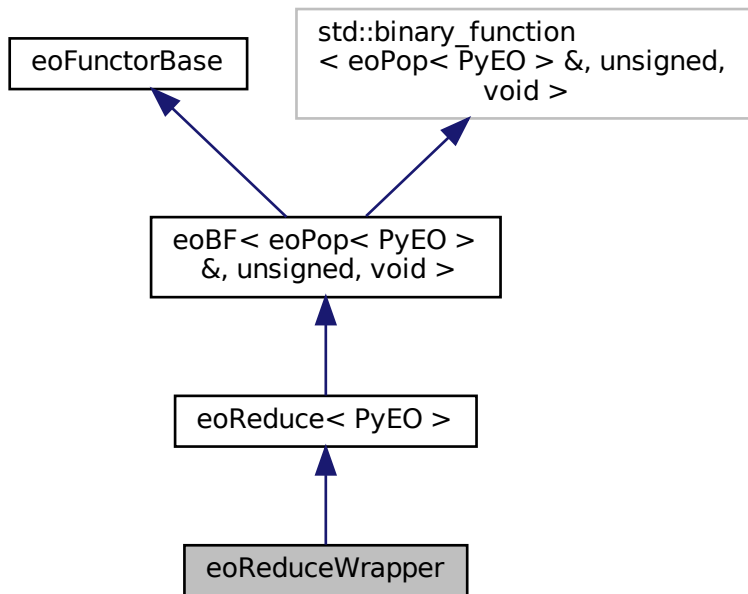 eoFunctorBase
std::binary_function
< eoPop< PyEO > &, unsigned,
void >
eoBF< eoPop< PyEO >
&, unsigned, void >
eoReduce< PyEO >
eoReduceWrapper